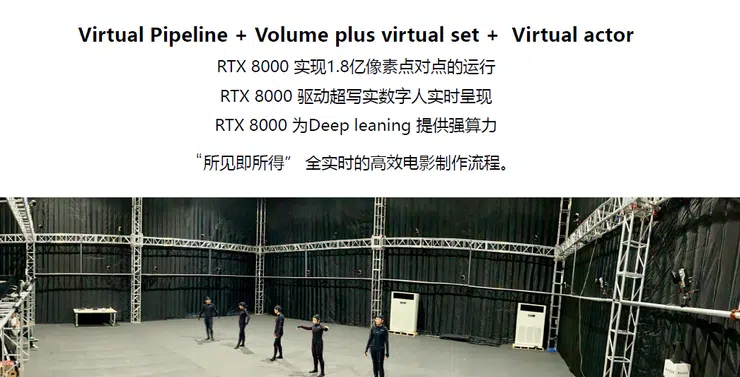 Virtual Pipeline + Volume plus virtual set + Virtual actor
RTX 8000 实现1.8亿像素点对点的运行
RTX 8000 驱动超写实数字人实时呈现
RTX 8000 为Deep leaning 提供强算力
“所见即所得” 全实时的高效电影制作流程。